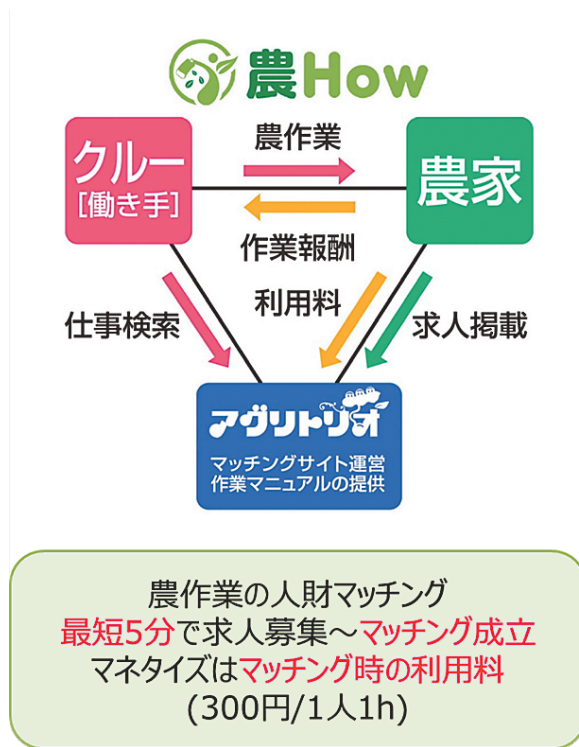 農How
クルー
[働き手]
農作業
農家
作業報酬
利用料
仕事検索
求人掲載
アグリトリオ
マッチングサイト運営
作業マニュアルの提供
農作業の人財マッチング
最短5分で求人募集～マッチング成立
マネタイズはマッチング時の利用料
(300円/1人1h)